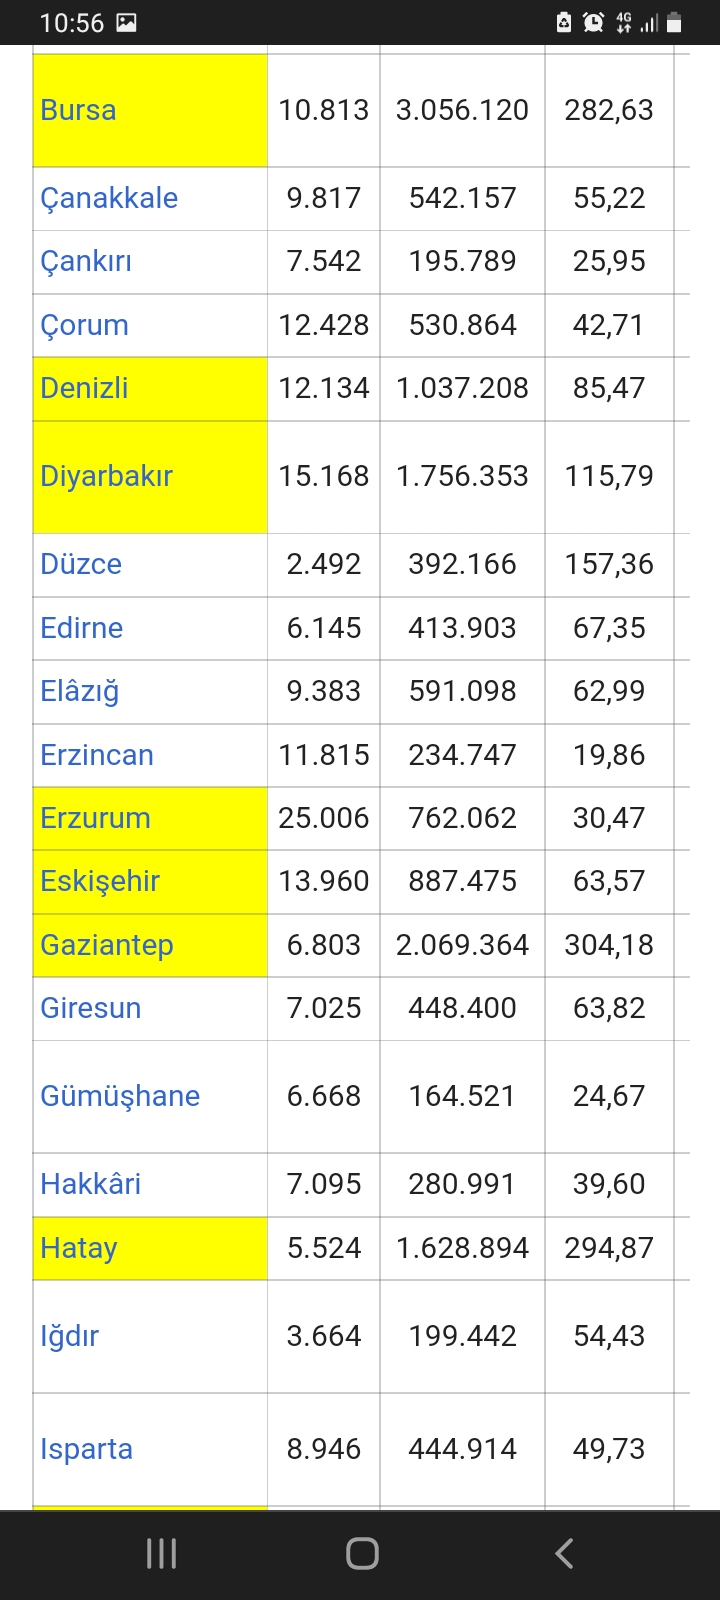 10:56 4G
Bursa 10.813 3.056.120 282,63
Çanakkale 9.817 542.157 55,22
Çankırı 7.542 195.789 25,95
Çorum 12.428 530.864 42,71
Denizli 12.134 1.037.208 85,47
Diyarbakır 15.168 1.756.353 115,79
Düzce 2.492 392.166 157,36
Edirne 6.145 413.903 67,35
Elâzığ 9.383 591.098 62,99
Erzincan 11.815 234.747 19,86
Erzurum 25.006 762.062 30,47
Eskişehir 13.960 887.475 63,57
Gaziantep 6.803 2.069.364 304,18
Giresun 7.025 448.400 63,82
Gümüşhane 6.668 164.521 24,67
Hakkâri 7.095 280.991 39,60
Hatay 5.524 1.628.894 294,87
Iğdır 3.664 199.442 54,43
Isparta 8.946 444.914 49,73